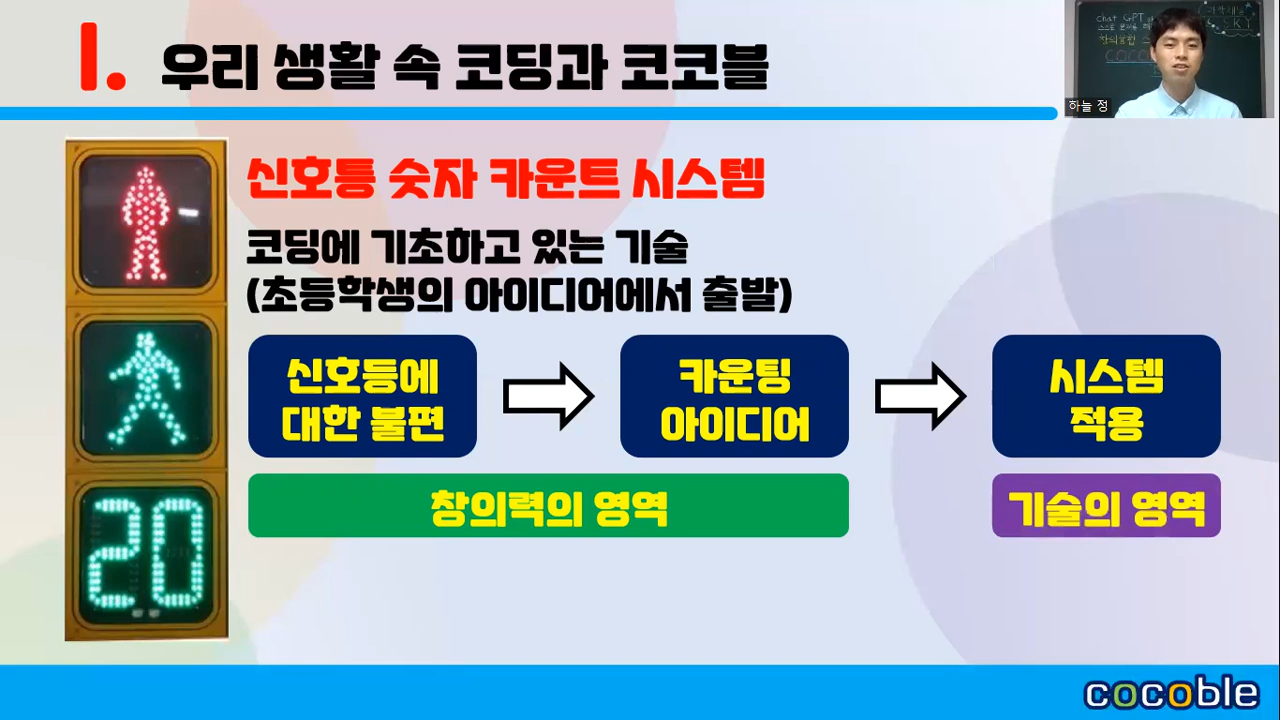 I. 우리 생활 속 코딩과 코코블
Chat GPT
하늘 정
신호등 숫자 카운트 시스템
코딩에 기초하고 있는 기술
(초등학생의 아이디어에서 출발)
신호등에
대한 불편
카운팅
아이디어
시스템
적용
창의력의 영역
기술의 영역
20
cocoble